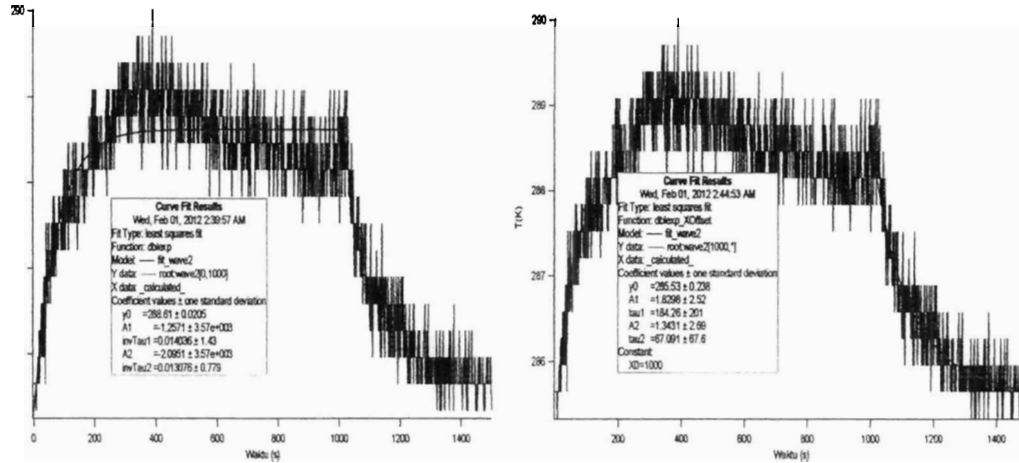 290
Curve Fit Results
Wed, Feb 01, 2012 2:39:57 AM
Fit Type: least squares fit
Function: dblexp
Model: — fit_wave2
Y data: — root:wave2[0,1000]
X data: _calculated_
Coefficient values ± one standard deviation
y0 =288.61 ± 0.0205
A1 =-1.2571 ± 3.57e+003
invTau1 =0.014036 ± 1.43
A2 =-2.0951 ± 3.57e+003
invTau2 =0.013076 ± 0.779
0 200 400 600 800 1000 1200 1400
Waktu (s)
290
289
288
287
286
T(K)
Curve Fit Results
Wed, Feb 01, 2012 2:44:53 AM
Fit Type: least squares fit
Function: dblexp_XOffset
Model: — fit_wave2
Y data: — root:wave2[1000,*]
X data: _calculated_
Coefficient values ± one standard deviation
y0 =285.53 ± 0.238
A1 =1.8298 ± 2.52
tau1 =184.26 ± 201
A2 =1.3431 ± 2.69
tau2 =67.091 ± 67.6
Constant:
X0=1000
200 400 600 800 1000 1200 1400
Waktu (s)